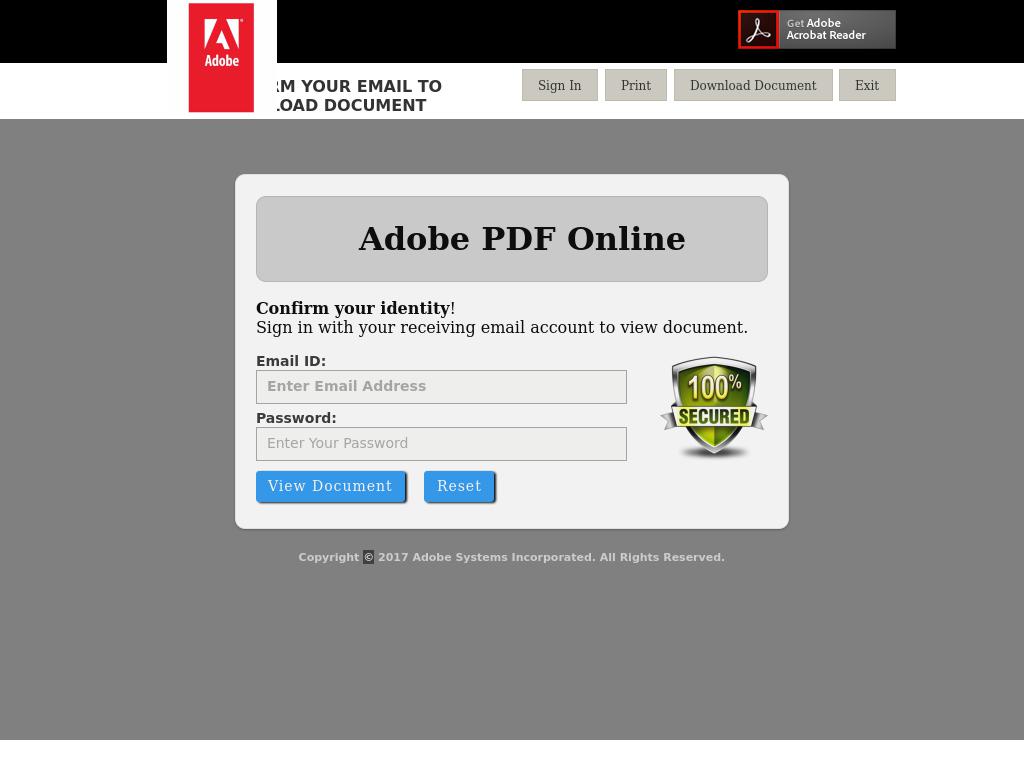 Adobe
Get Adobe
Acrobat Reader
RM YOUR EMAIL TO
LOAD DOCUMENT
Sign In
Print
Download Document
Exit
Adobe PDF Online
Confirm your identity!
Sign in with your receiving email account to view document.
Email ID:
Enter Email Address
Password:
Enter Your Password
100%
SECURED
View Document
Reset
Copyright © 2017 Adobe Systems Incorporated. All Rights Reserved.